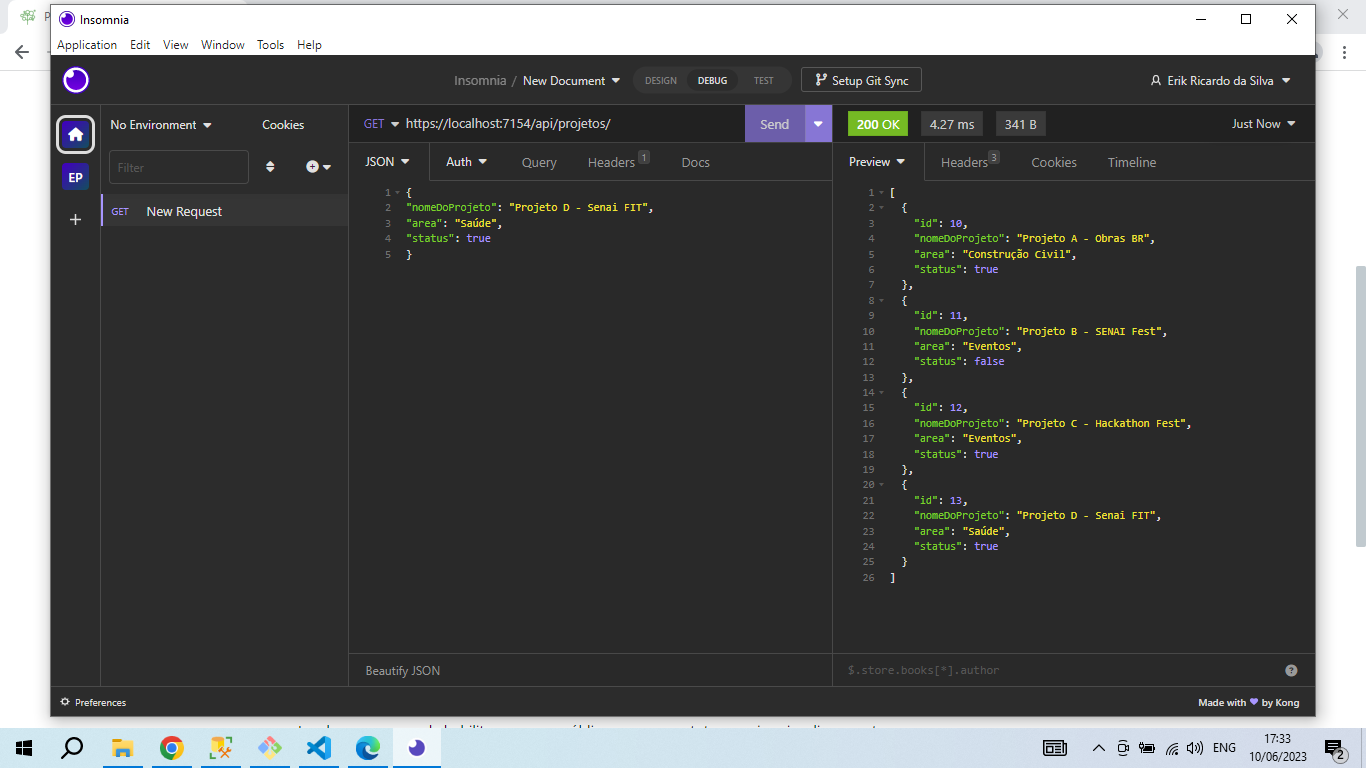 P
Insomnia
Application Edit View Window Tools Help
Insomnia / New Document DESIGN DEBUG TEST Setup Git Sync Erik Ricardo da Silva
No Environment Cookies
GET https://localhost:7154/api/projetos/ Send
200 OK 4.27 ms 341 B Just Now
Filter
EP
GET New Request
JSON Auth Query Headers 1 Docs
1 {
2 "nomeDoProjeto": "Projeto D - Senai FIT",
3 "area": "Saúde",
4 "status": true
5 }
Beautify JSON
Preview Headers 3 Cookies Timeline
1 [
2 {
3 "id": 10,
4 "nomeDoProjeto": "Projeto A - Obras BR",
5 "area": "Construção Civil",
6 "status": true
7 },
8 {
9 "id": 11,
10 "nomeDoProjeto": "Projeto B - SENAI Fest",
11 "area": "Eventos",
12 "status": false
13 },
14 {
15 "id": 12,
16 "nomeDoProjeto": "Projeto C - Hackathon Fest",
17 "area": "Eventos",
18 "status": true
19 },
20 {
21 "id": 13,
22 "nomeDoProjeto": "Projeto D - Senai FIT",
23 "area": "Saúde",
24 "status": true
25 }
26 ]
$.store.books[*].author
Preferences
Made with by Kong
ENG
17:33
10/06/2023
2